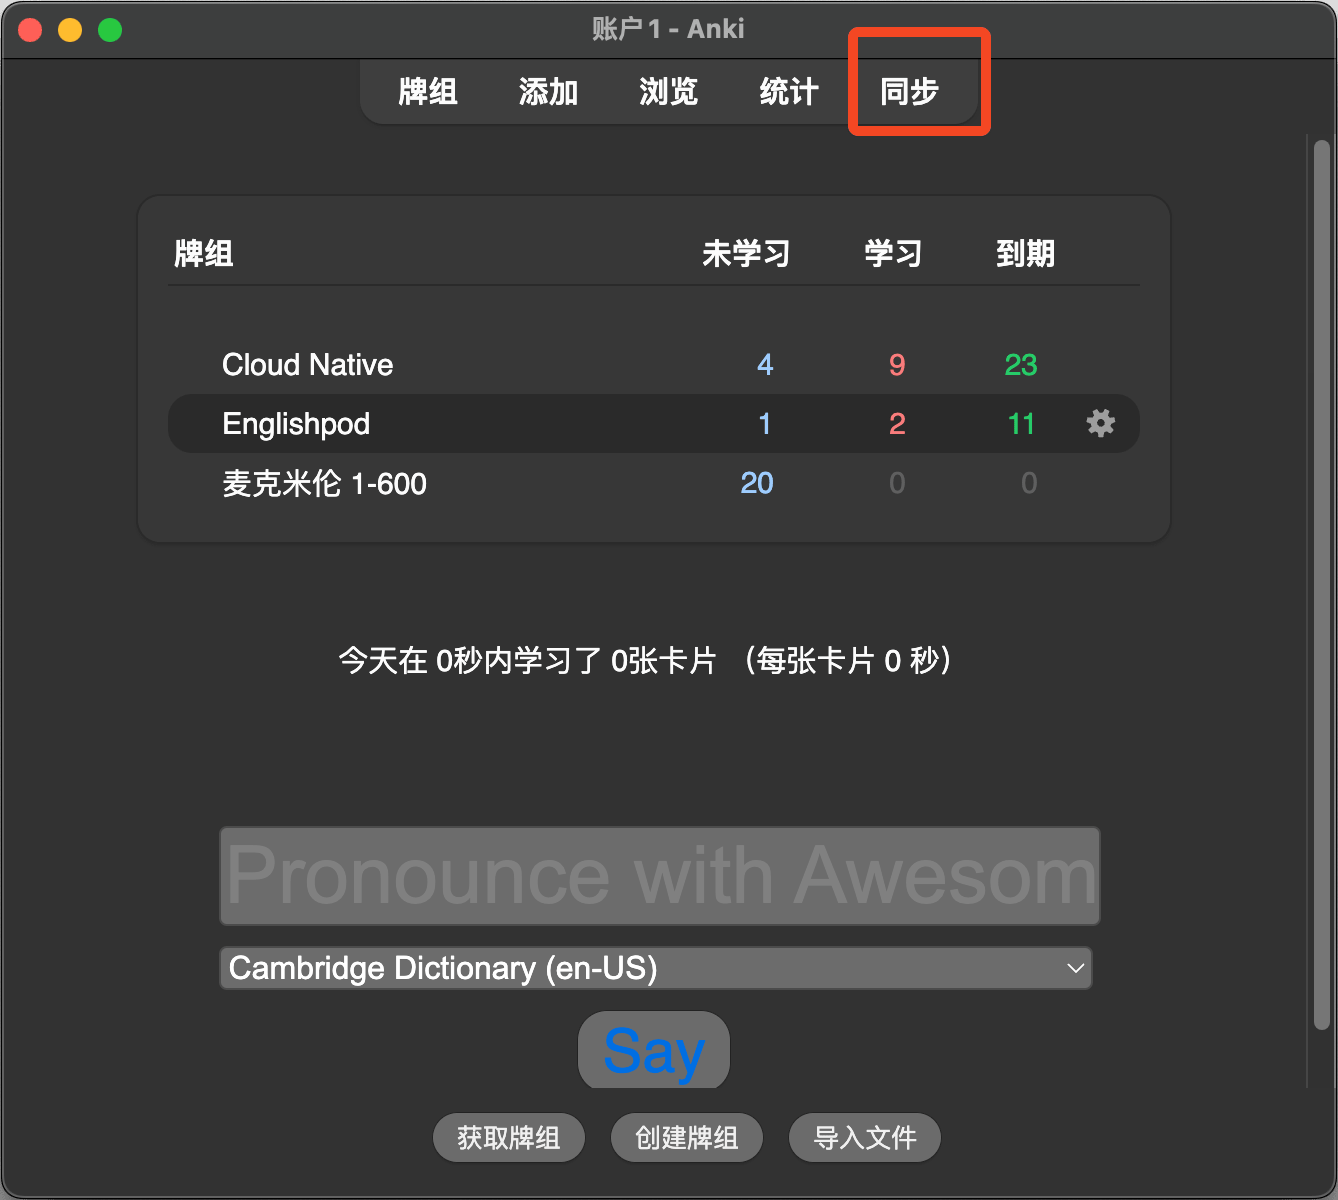 账户 1 - Anki
牌组 添加 浏览 统计 同步
牌组 未学习 学习 到期
Cloud Native 4 9 23
Englishpod 1 2 11
麦克米伦 1-600 20 0 0
今天在 0秒内学习了 0张卡片 （每张卡片 0 秒）
Pronounce with Awesom
Cambridge Dictionary (en-US)
Say
获取牌组 创建牌组 导入文件